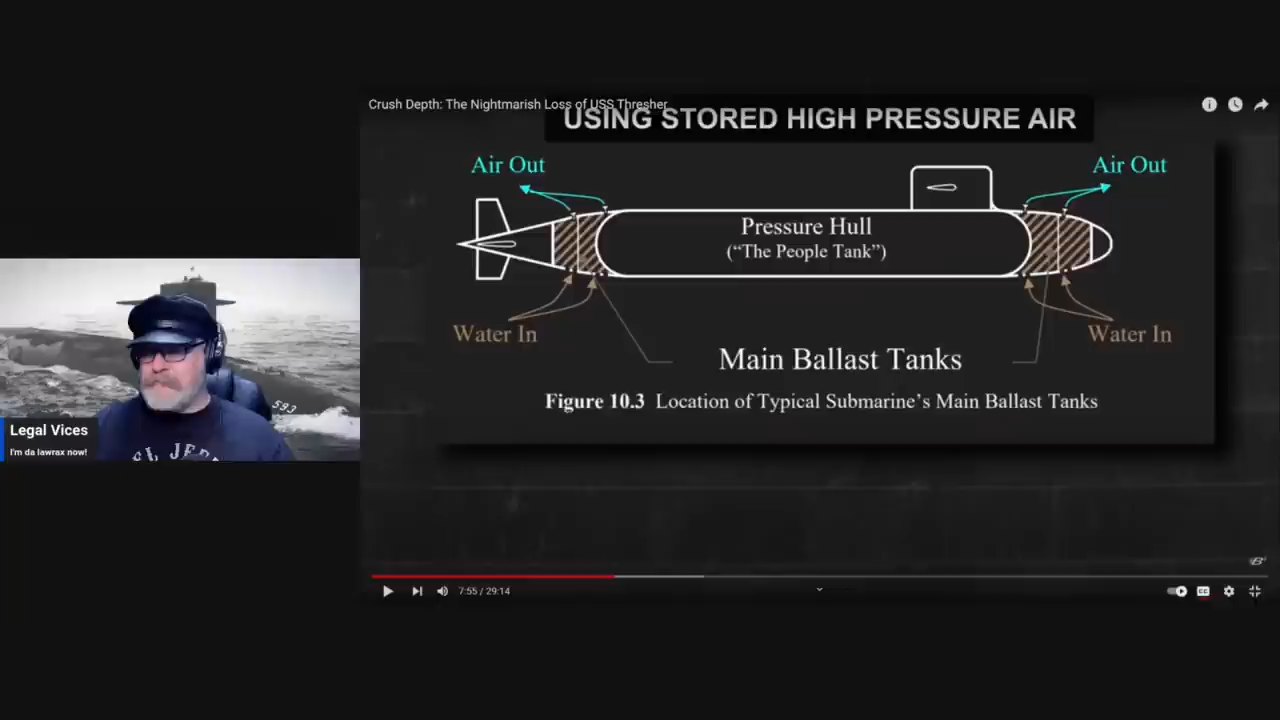 Crush Depth: The Nightmarish Loss of USS Thresher
USING STORED HIGH PRESSURE AIR
Air Out
Air Out
Pressure Hull
("The People Tank")
Water In
Water In
Main Ballast Tanks
Figure 10.3 Location of Typical Submarine's Main Ballast Tanks
593
Legal Vices
I'm da lawrax now!
7:55 / 29:14
CC